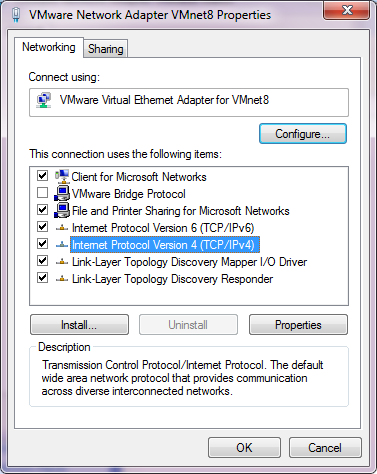 VMware Network Adapter VMnet8 Properties
Networking
Sharing
Connect using:
VMware Virtual Ethernet Adapter for VMnet8
Configure...
This connection uses the following items:
Client for Microsoft Networks
VMware Bridge Protocol
File and Printer Sharing for Microsoft Networks
Internet Protocol Version 6 (TCP/IPv6)
Internet Protocol Version 4 (TCP/IPv4)
Link-Layer Topology Discovery Mapper I/O Driver
Link-Layer Topology Discovery Responder
Install... Uninstall Properties
Description
Transmission Control Protocol/Internet Protocol. The default
wide area network protocol that provides communication
across diverse interconnected networks.
OK Cancel